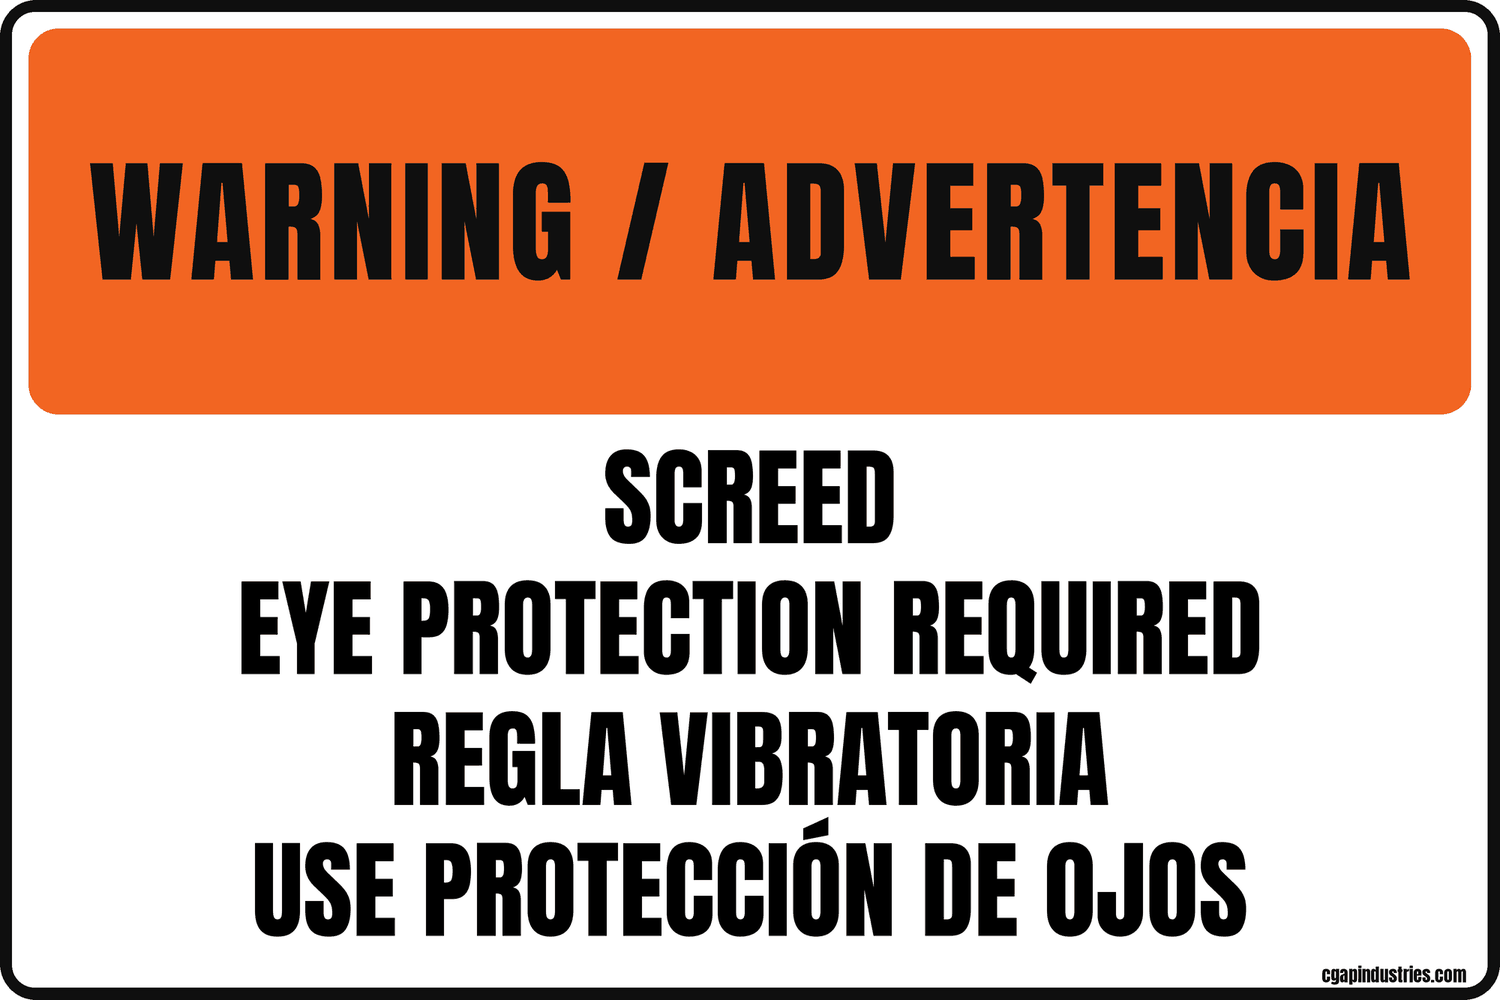 WARNING / ADVERTENCIA
SCREED
EYE PROTECTION REQUIRED
REGLA VIBRATORIA
USE PROTECCIÓN DE OJOS
cgapindustries.com